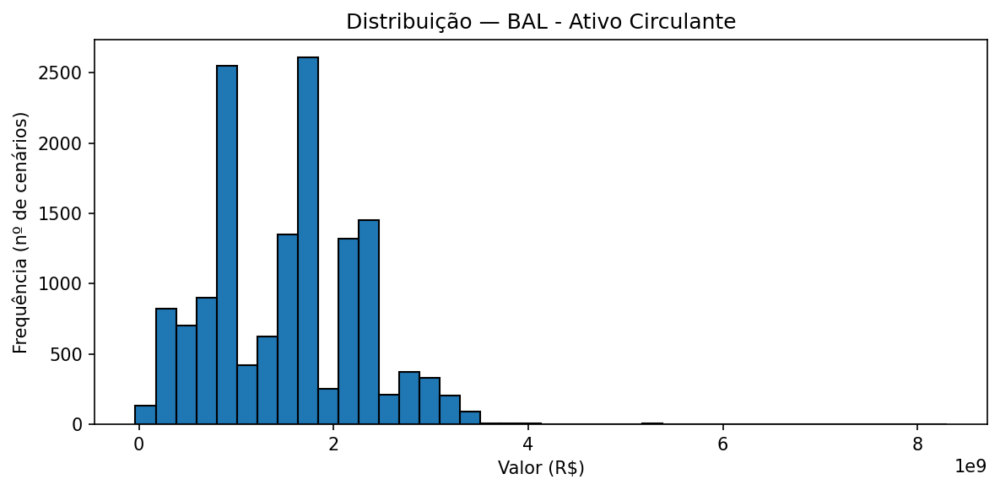 Distribuição — BAL - Ativo Circulante
Frequência (nº de cenários)
2500
2000
1500
1000
500
0
0 2 4 6 8
1e9
Valor (R$)